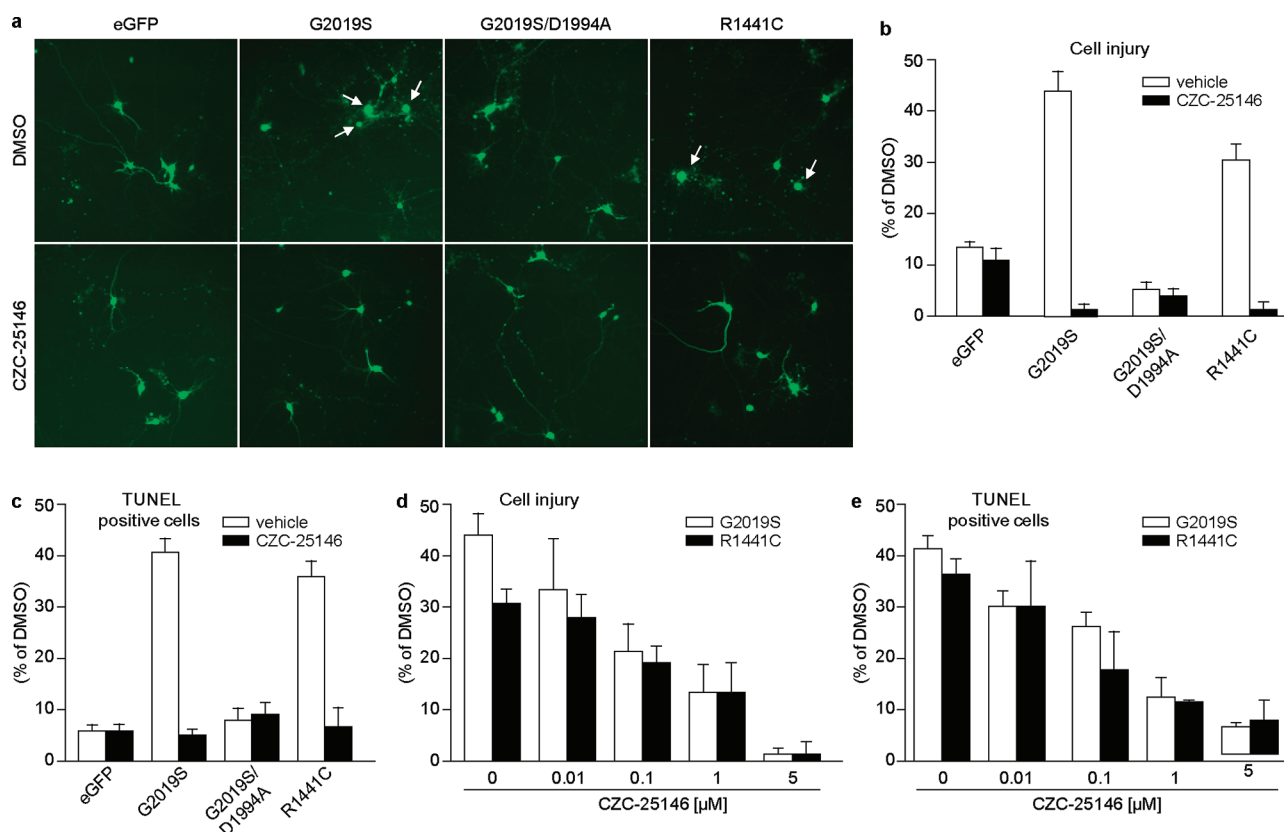 a
eGFP
G2019S
G2019S/D1994A
R1441C
DMSO
CZC-25146
b
Cell injury
vehicle
CZC-25146
(% of DMSO)
50
40
30
20
10
0
eGFP
G2019S
G2019S/
D1994A
R1441C
c
TUNEL
positive cells
vehicle
CZC-25146
(% of DMSO)
50
40
30
20
10
0
eGFP
G2019S
G2019S/
D1994A
R1441C
d
Cell injury
G2019S
R1441C
(% of DMSO)
50
40
30
20
10
0
0 0.01 0.1 1 5
CZC-25146 [µM]
e
TUNEL
positive cells
G2019S
R1441C
(% of DMSO)
50
40
30
20
10
0
0 0.01 0.1 1 5
CZC-25146 [µM]